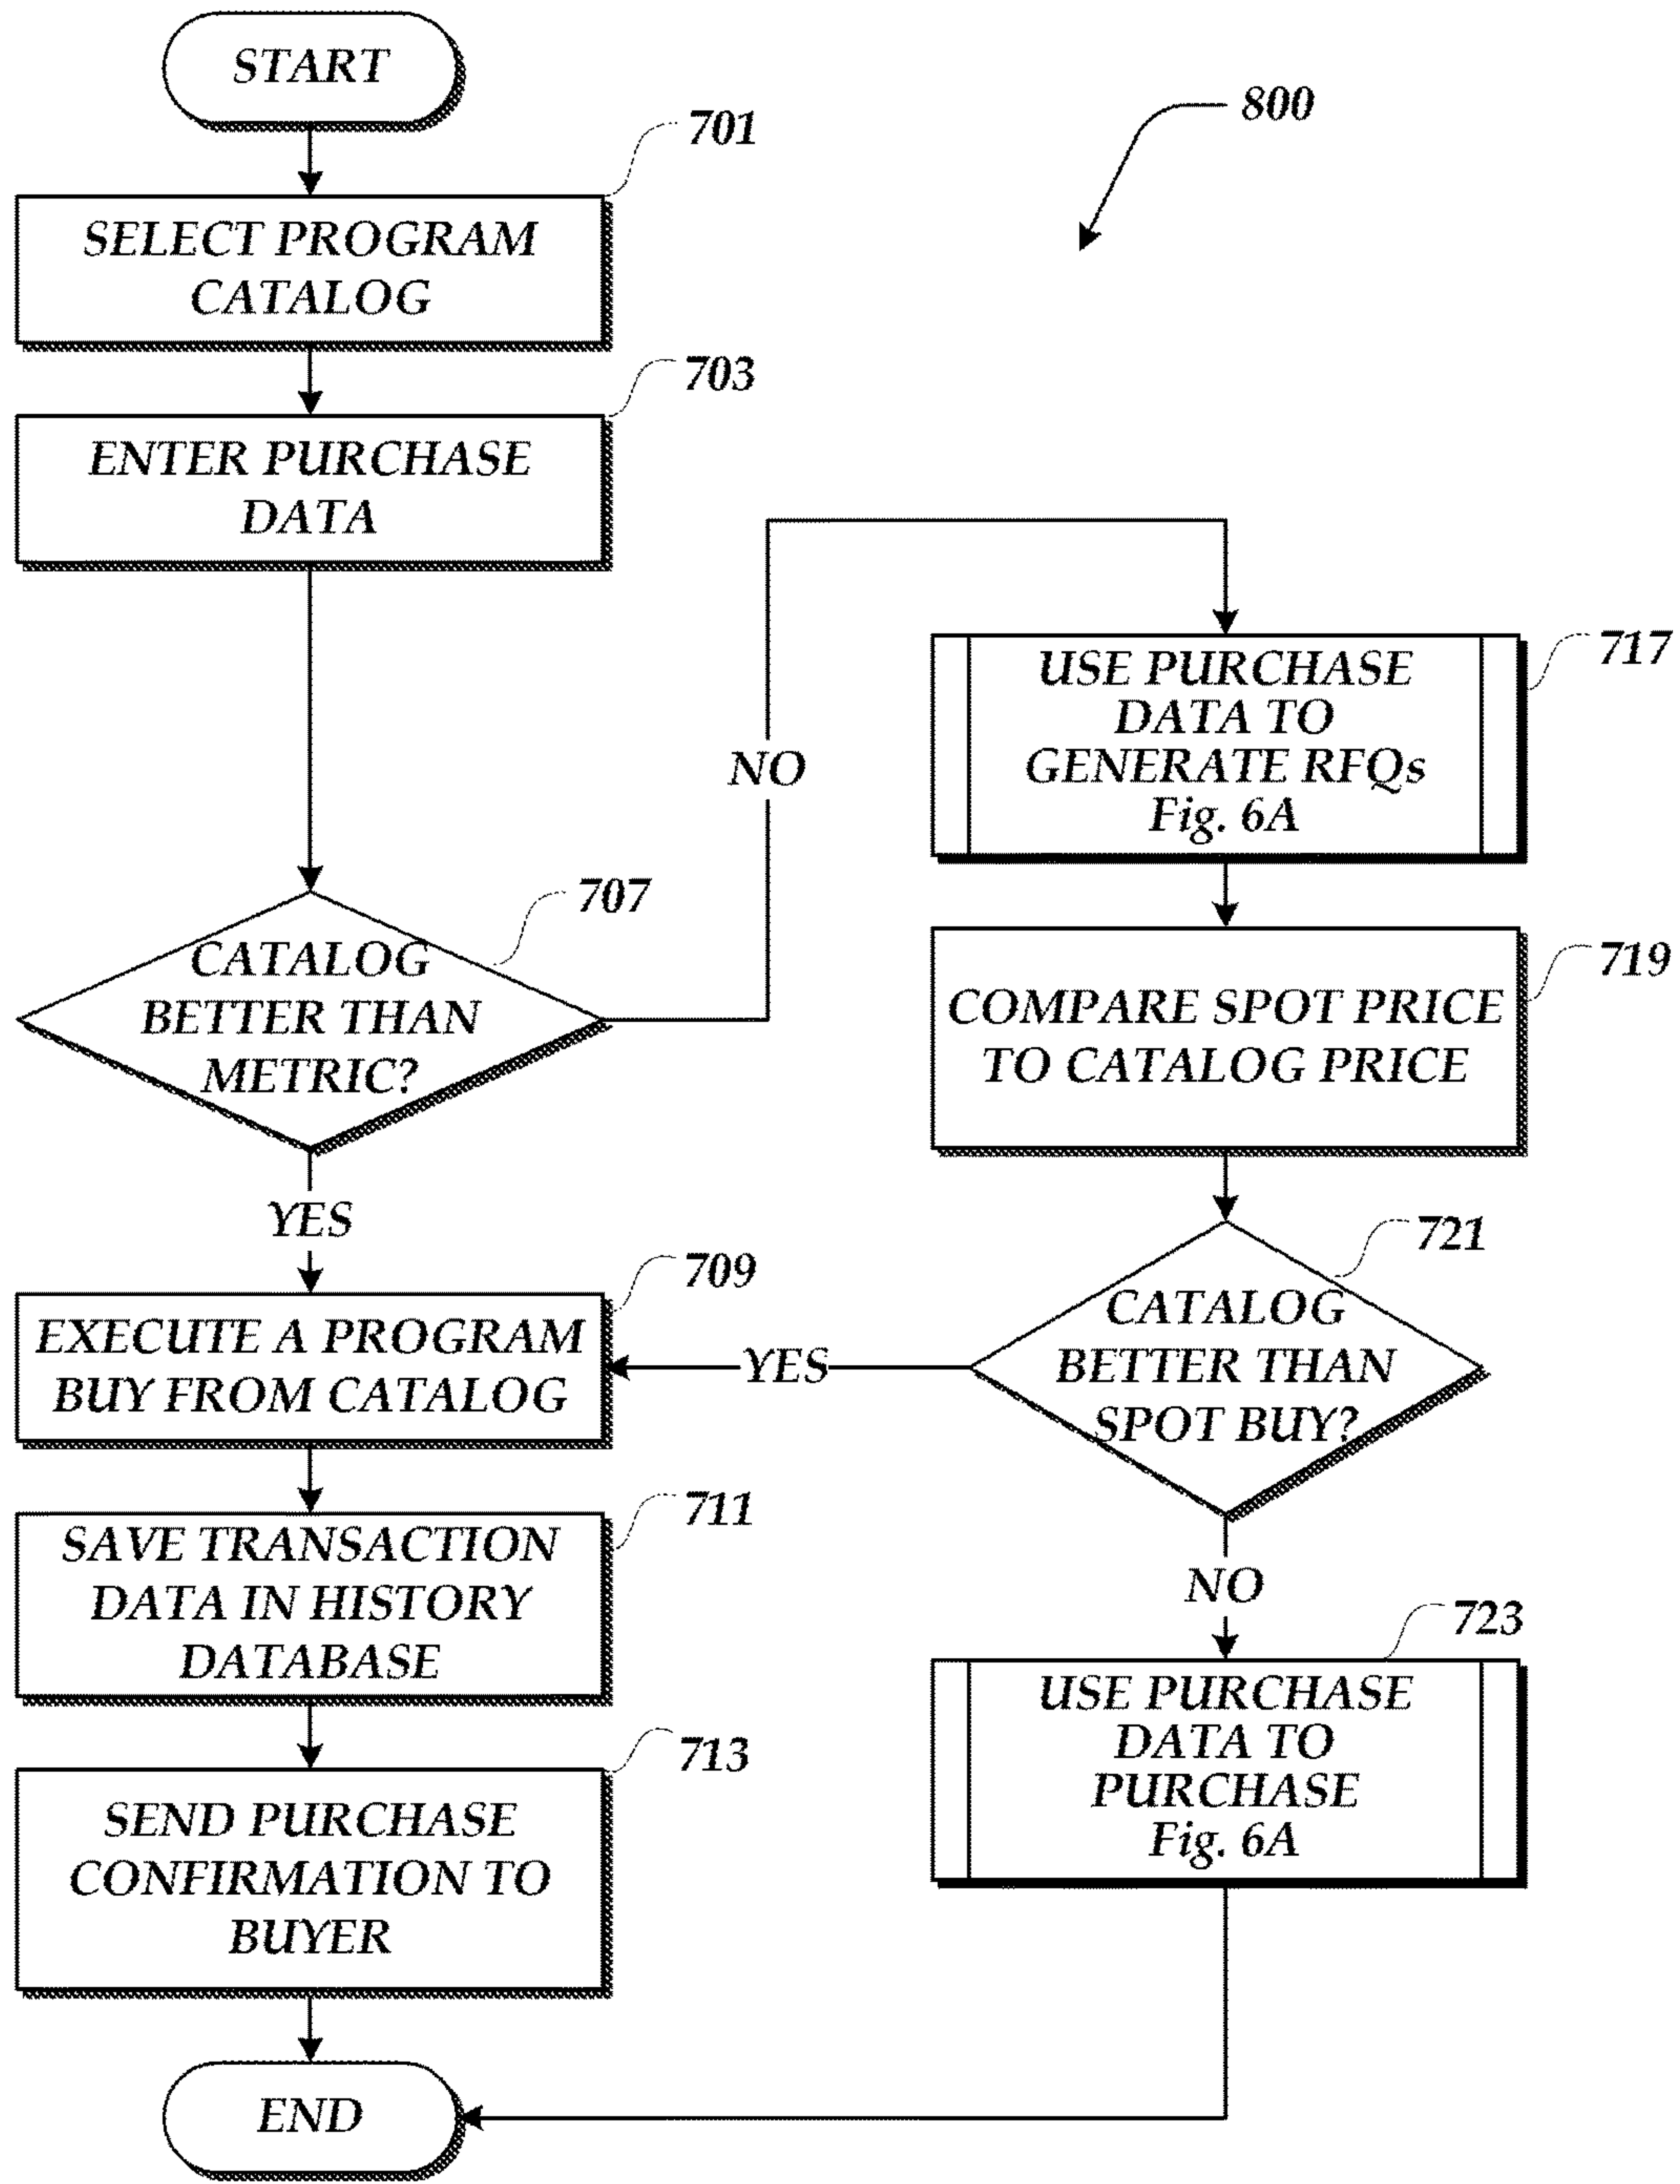 START
800
701
SELECT PROGRAM
CATALOG
703
ENTER PURCHASE
DATA
707
CATALOG
BETTER THAN
METRIC?
NO
YES
717
USE PURCHASE
DATA TO
GENERATE RFQs
Fig. 6A
719
COMPARE SPOT PRICE
TO CATALOG PRICE
721
CATALOG
BETTER THAN
SPOT BUY?
YES
NO
709
EXECUTE A PROGRAM
BUY FROM CATALOG
711
SAVE TRANSACTION
DATA IN HISTORY
DATABASE
713
SEND PURCHASE
CONFIRMATION TO
BUYER
723
USE PURCHASE
DATA TO
PURCHASE
Fig. 6A
END